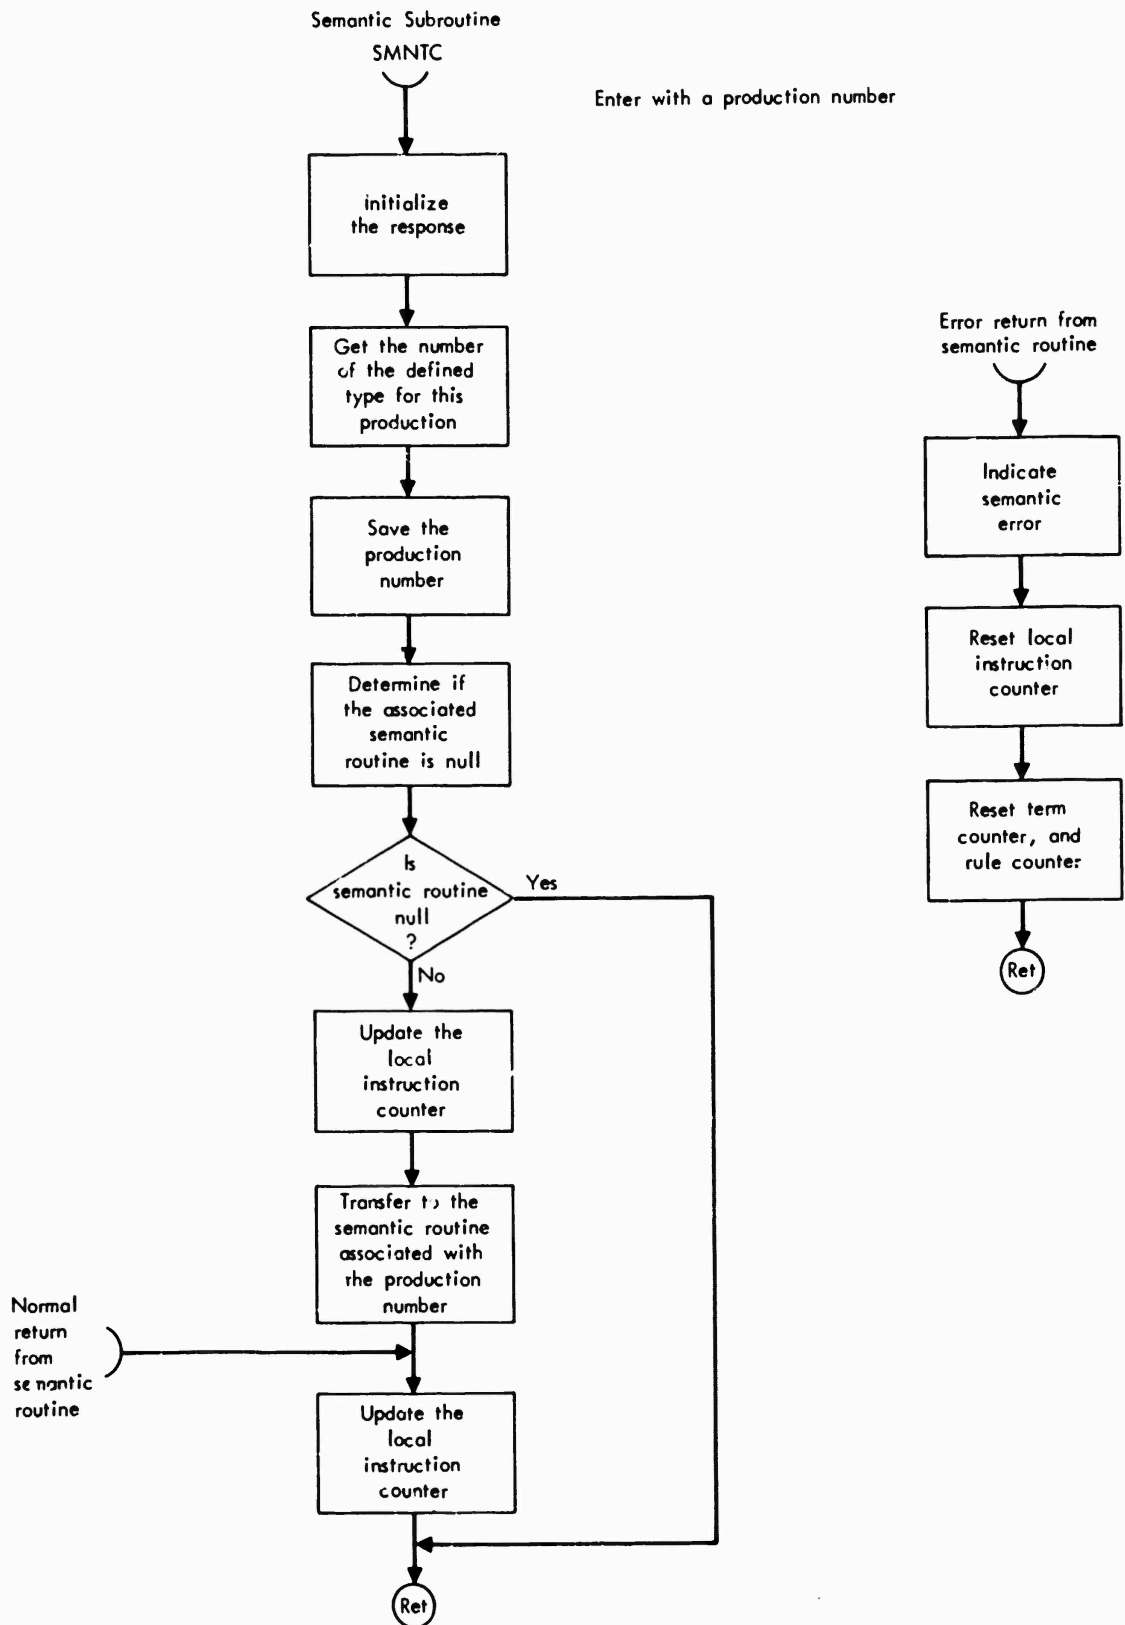 Semantic Subroutine
SMNTC
Enter with a production number
initialize
the response
Get the number
of the defined
type for this
production
Save the
production
number
Determine if
the associated
semantic
routine is null
Is
semantic routine
null
?
Yes
No
Update the
local
instruction
counter
Transfer to the
semantic routine
associated with
the production
number
Normal
return
from
semantic
routine
Update the
local
instruction
counter
Ret
Error return from
semantic routine
Indicate
semantic
error
Reset local
instruction
counter
Reset term
counter, and
rule counter
Ret